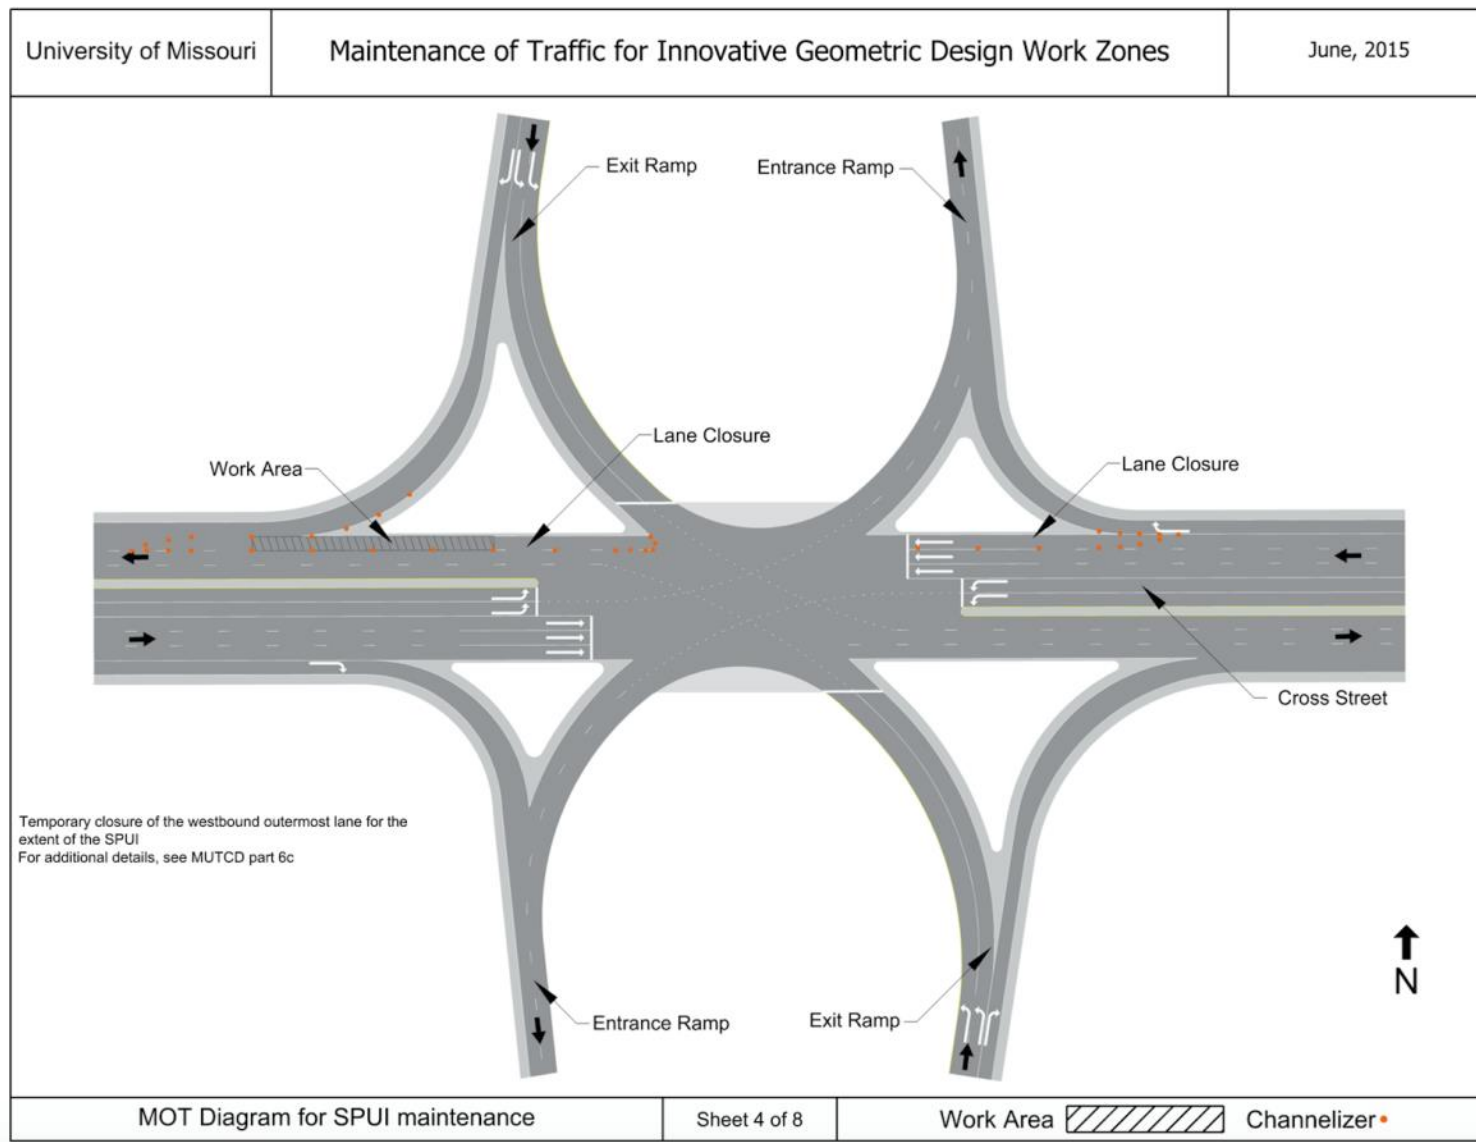 University of Missouri
Maintenance of Traffic for Innovative Geometric Design Work Zones
June, 2015
Exit Ramp
Entrance Ramp
Lane Closure
Work Area
Lane Closure
Cross Street
Temporary closure of the westbound outermost lane for the
extent of the SPUI
For additional details, see MUTCD part 6c
N
Entrance Ramp
Exit Ramp
MOT Diagram for SPUI maintenance
Sheet 4 of 8
Work Area
Channelizer